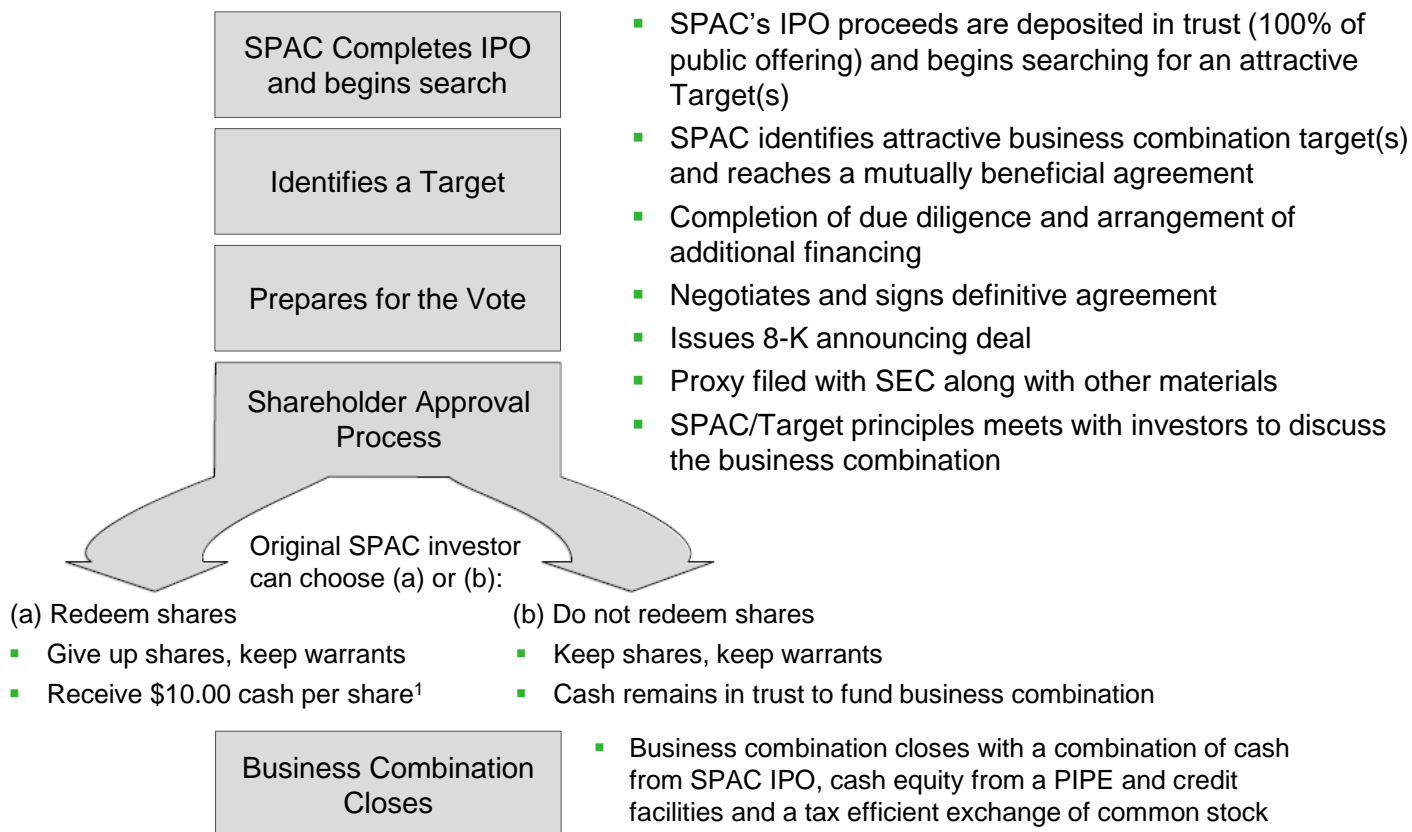 SPAC Completes IPO
and begins search
▪ SPAC’s IPO proceeds are deposited in trust (100% of
public offering) and begins searching for an attractive
Target(s)
Identifies a Target
▪ SPAC identifies attractive business combination target(s)
and reaches a mutually beneficial agreement
▪ Completion of due diligence and arrangement of
additional financing
Prepares for the Vote
▪ Negotiates and signs definitive agreement
▪ Issues 8-K announcing deal
▪ Proxy filed with SEC along with other materials
Shareholder Approval
Process
▪ SPAC/Target principles meets with investors to discuss
the business combination
Original SPAC investor
can choose (a) or (b):
(a) Redeem shares
▪ Give up shares, keep warrants
▪ Receive $10.00 cash per share¹
(b) Do not redeem shares
▪ Keep shares, keep warrants
▪ Cash remains in trust to fund business combination
Business Combination
Closes
▪ Business combination closes with a combination of cash
from SPAC IPO, cash equity from a PIPE and credit
facilities and a tax efficient exchange of common stock